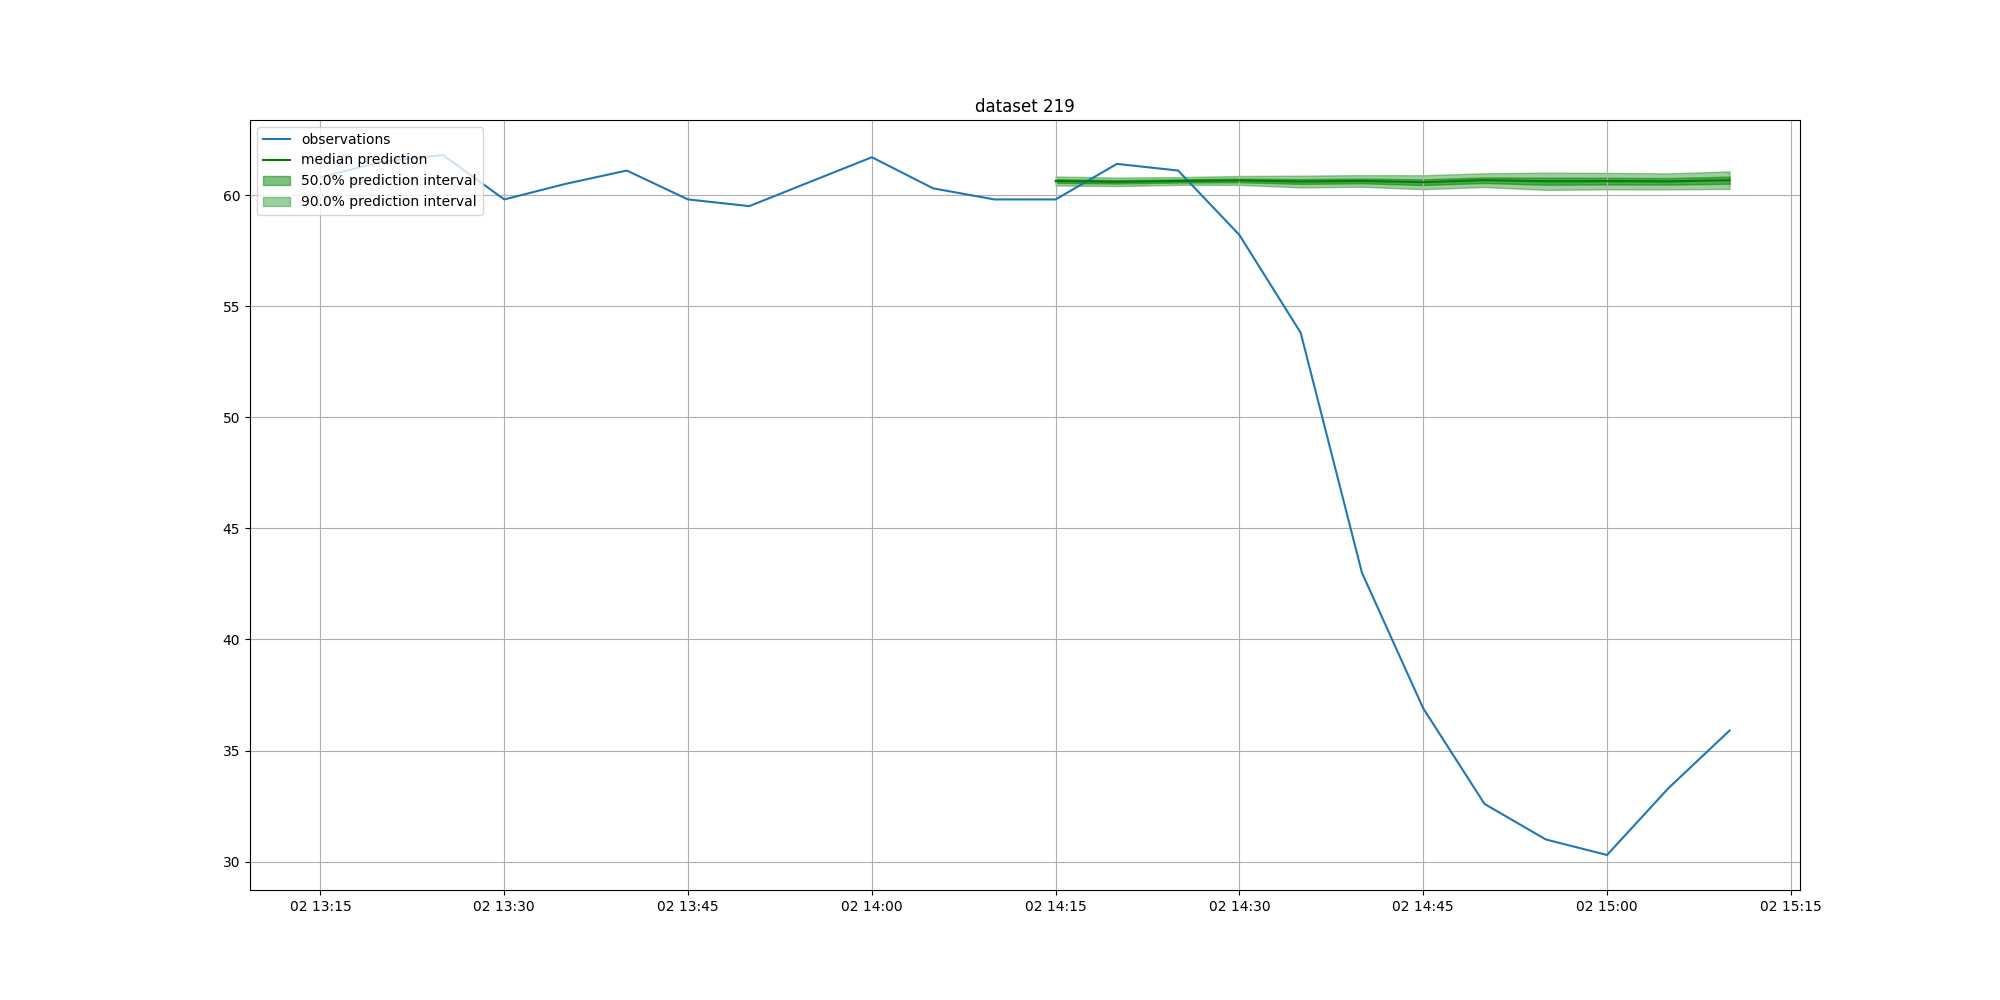 dataset 219
observations
median prediction
50.0% prediction interval
90.0% prediction interval
60
55
50
45
40
35
30
02 13:15 02 13:30 02 13:45 02 14:00 02 14:15 02 14:30 02 14:45 02 15:00 02 15:15